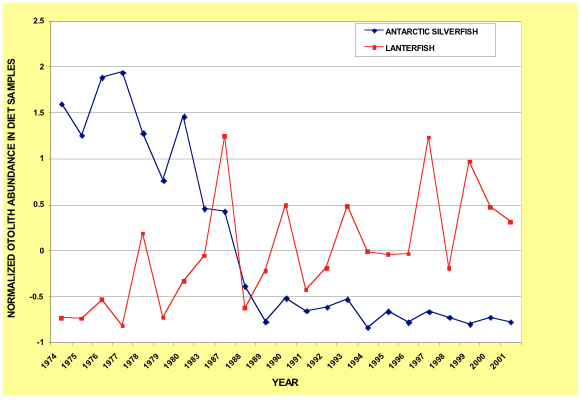 2.5
2
1.5
1
0.5
0
-0.5
-1
NORMALIZED OTOLITH ABUNDANCE IN DIET SAMPLES
ANTARCTIC SILVERFISH
LANTERFISH
1974 1975 1976 1977 1978 1979 1980 1983 1987 1988 1989 1990 1991 1992 1993 1994 1995 1996 1997 1998 1999 2000 2001
YEAR